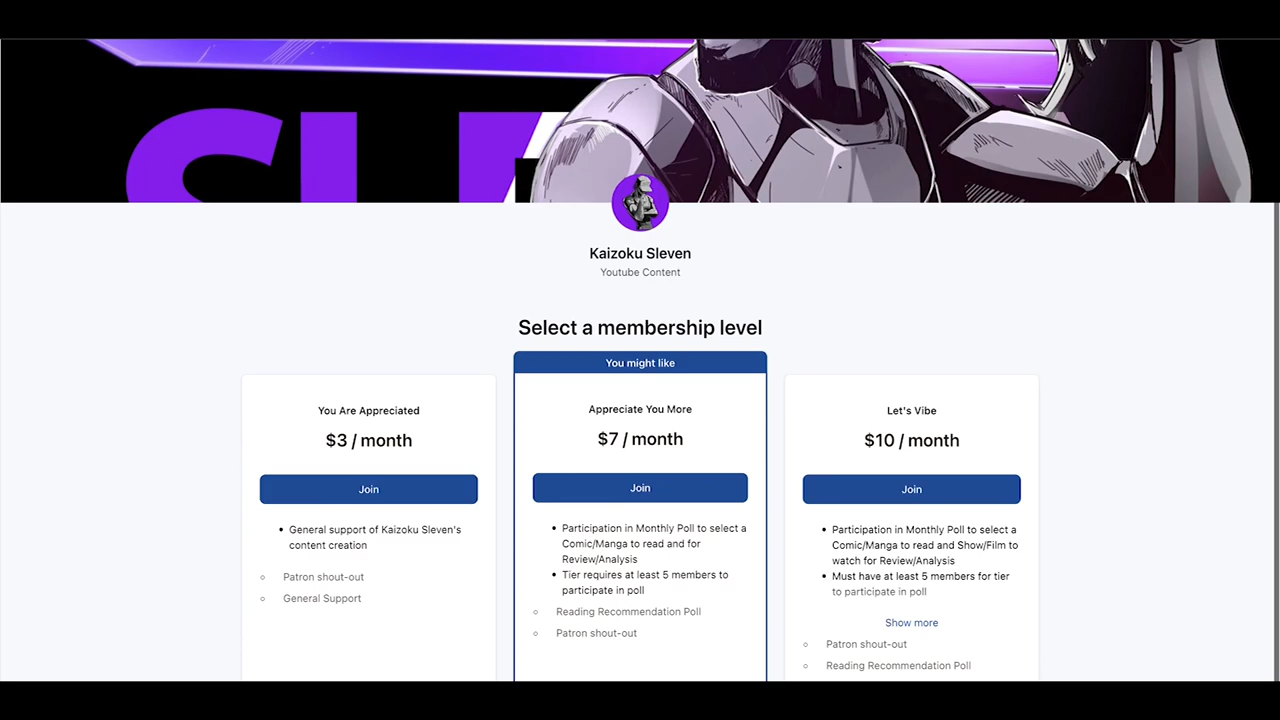 SLE
Kaizoku Sleven
Youtube Content
Select a membership level
You Are Appreciated
$3 / month
Join
General support of Kaizoku Sleven's
content creation
Patron shout-out
General Support
You might like
Appreciate You More
$7 / month
Join
Participation in Monthly Poll to select a
Comic/Manga to read and for
Review/Analysis
Tier requires at least 5 members to
participate in poll
Reading Recommendation Poll
Patron shout-out
Let's Vibe
$10 / month
Join
Participation in Monthly Poll to select a
Comic/Manga to read and Show/Film to
watch for Review/Analysis
Must have at least 5 members for tier
to participate in poll
Show more
Patron shout-out
Reading Recommendation Poll